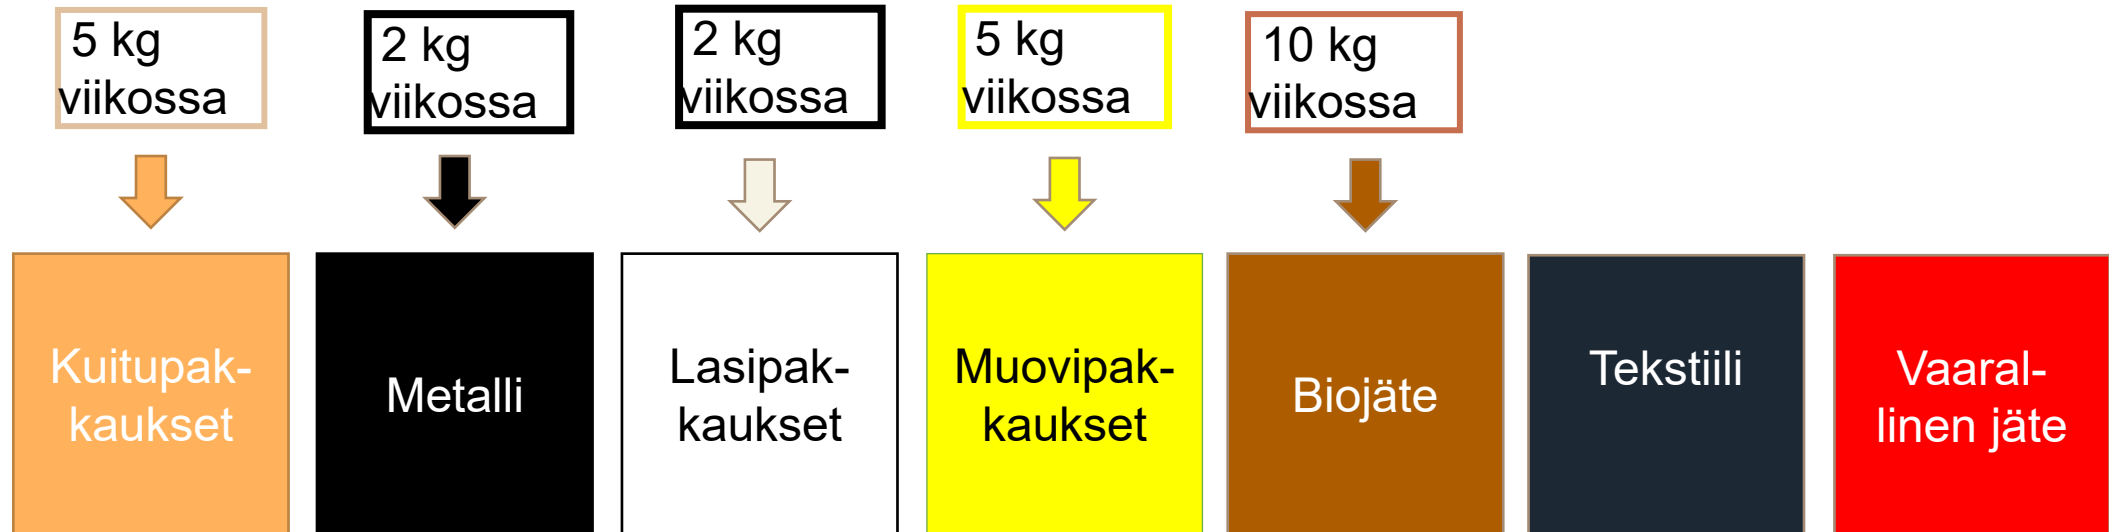 5 kg
viikossa
2 kg
viikossa
2 kg
viikossa
5 kg
viikossa
10 kg
viikossa
Kuitupak-
kaukset
Metalli
Lasipak-
kaukset
Muovipak-
kaukset
Biojäte
Tekstiili
Vaaral-
linen jäte